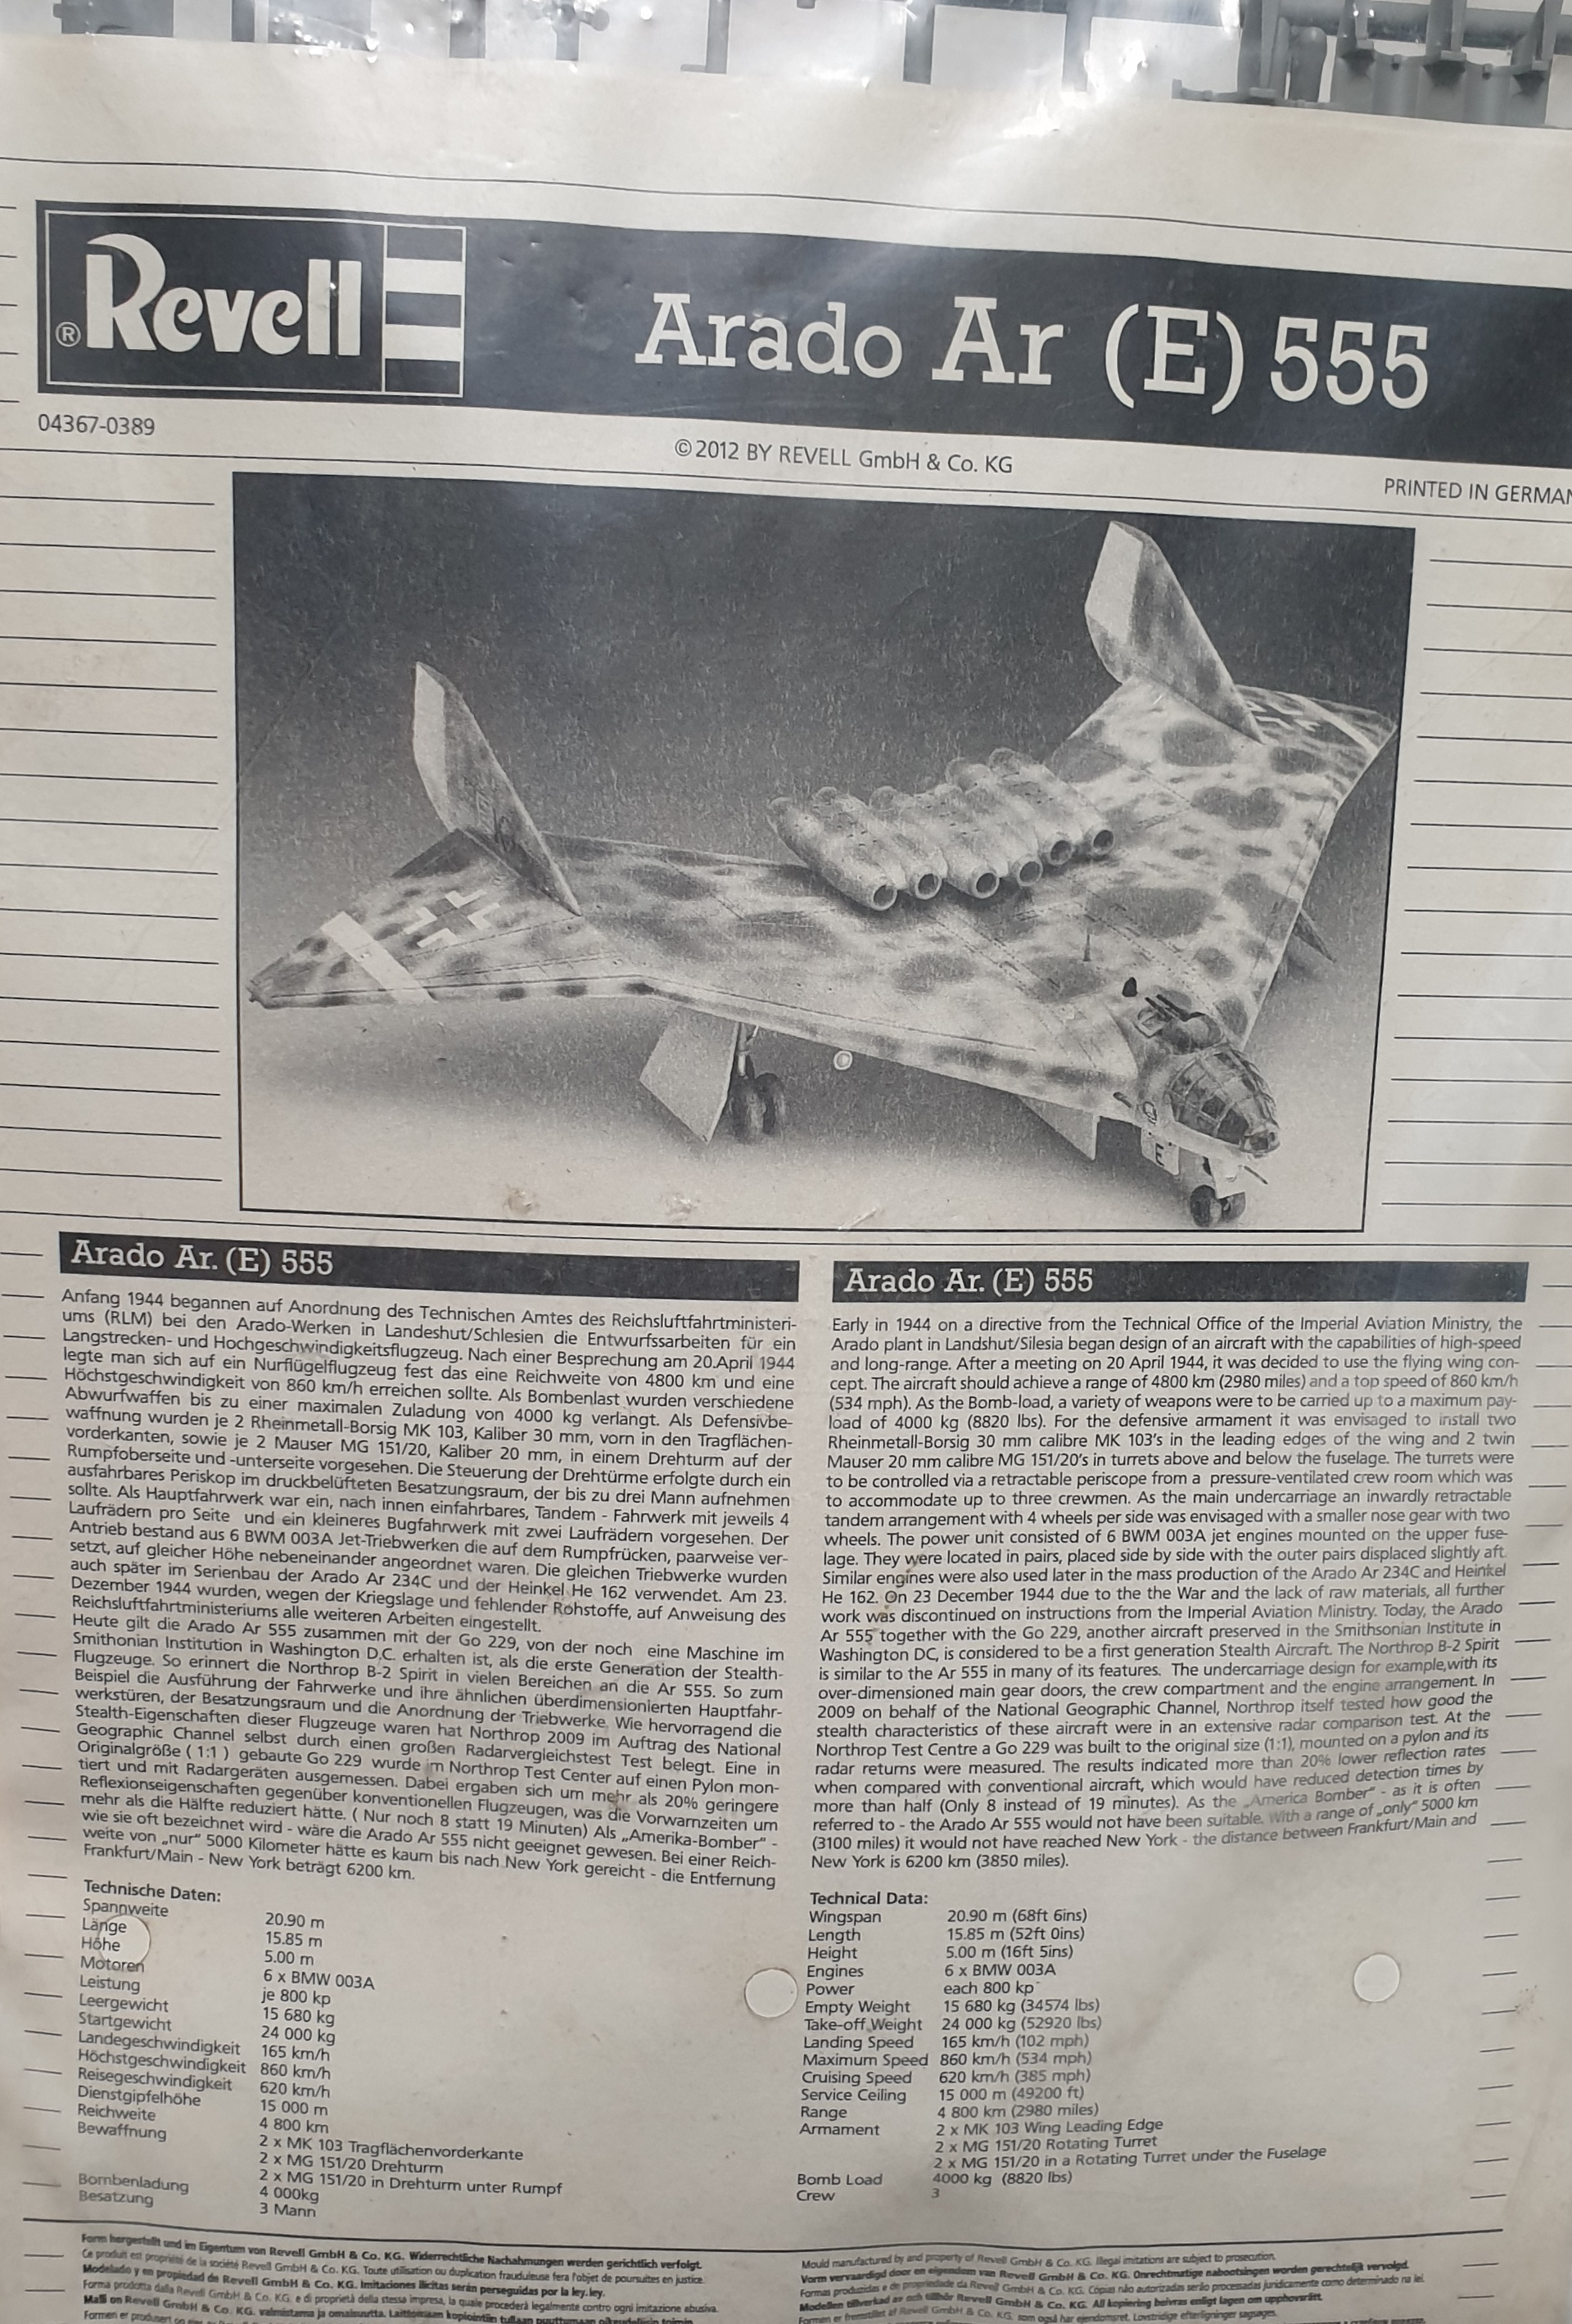 ® Revell
Arado Ar (E) 555
04367-0389
© 2012 BY REVELL GmbH & Co. KG
PRINTED IN GERMAN
Arado Ar. (E) 555
Anfang 1944 begannen auf Anordnung des Technischen Amtes des Reichsluftfahrtministeri-
ums (RLM) bei den Arado-Werken in Landeshut/Schlesien die Entwurfssarbeiten für ein
Langstrecken- und Hochgeschwindigkeitsflugzeug. Nach einer Besprechung am 20.April 1944
legte man sich auf ein Nurflügelflugzeug fest das eine Reichweite von 4800 km und eine
Höchstgeschwindigkeit von 860 km/h erreichen sollte. Als Bombenlast wurden verschiedene
Abwurfwaffen bis zu einer maximalen Zuladung von 4000 kg verlangt. Als Defensivbe-
waffnung wurden je 2 Rheinmetall-Borsig MK 103, Kaliber 30 mm, vorn in den Tragflächen-
vorderkanten, sowie je 2 Mauser MG 151/20, Kaliber 20 mm, in einem Drehturm auf der
Rumpfoberseite und -unterseite vorgesehen. Die Steuerung der Drehtürme erfolgte durch ein
ausfahrbares Periskop im druckbelüfteten Besatzungsraum, der bis zu drei Mann aufnehmen
sollte. Als Hauptfahrwerk war ein, nach innen einfahrbares, Tandem - Fahrwerk mit jeweils 4
Laufrädern pro Seite und ein kleineres Bugfahrwerk mit zwei Laufrädern vorgesehen. Der
Antrieb bestand aus 6 BWM 003A Jet-Triebwerken die auf dem Rumpfrücken, paarweise ver-
setzt, auf gleicher Höhe nebeneinander angeordnet waren. Die gleichen Triebwerke wurden
auch später im Serienbau der Arado Ar 234C und der Heinkel He 162 verwendet. Am 23.
Dezember 1944 wurden, wegen der Kriegslage und fehlender Rohstoffe, auf Anweisung des
Reichsluftfahrtministeriums alle weiteren Arbeiten eingestellt.
Heute gilt die Arado Ar 555 zusammen mit der Go 229, von der noch eine Maschine im
Smithonian Institution in Washington D.C. erhalten ist, als die erste Generation der Stealth-
Flugzeuge. So erinnert die Northrop B-2 Spirit in vielen Bereichen an die Ar 555. So zum
Beispiel die Ausführung der Fahrwerke und ihre ähnlichen überdimensionierten Hauptfahr-
werkstüren, der Besatzungsraum und die Anordnung der Triebwerke. Wie hervorragend die
Stealth-Eigenschaften dieser Flugzeuge waren hat Northrop 2009 im Auftrag des National
Geographic Channel selbst durch einen großen Radarvergleichstest Test belegt. Eine in
Originalgröße ( 1:1 ) gebaute Go 229 wurde im Northrop Test Center auf einen Pylon mon-
tiert und mit Radargeräten ausgemessen. Dabei ergaben sich um mehr als 20% geringere
Reflexionseigenschaften gegenüber konventionellen Flugzeugen, was die Vorwarnzeiten um
mehr als die Hälfte reduziert hätte. ( Nur noch 8 statt 19 Minuten) Als „Amerika-Bomber“ -
wie sie oft bezeichnet wird - wäre die Arado Ar 555 nicht geeignet gewesen. Bei einer Reich-
weite von „nur“ 5000 Kilometer hätte es kaum bis nach New York gereicht - die Entfernung
Frankfurt/Main - New York beträgt 6200 km.
Technische Daten:
Spannweite 20.90 m
Länge 15.85 m
Höhe 5.00 m
Motoren 6 x BMW 003A
Leistung je 800 kp
Leergewicht 15 680 kg
Startgewicht 24 000 kg
Landegeschwindigkeit 165 km/h
Höchstgeschwindigkeit 860 km/h
Reisegeschwindigkeit 620 km/h
Dienstgipfelhöhe 15 000 m
Reichweite 4 800 km
Bewaffnung 2 x MK 103 Tragflächenvorderkante
2 x MG 151/20 Drehturm
2 x MG 151/20 in Drehturm unter Rumpf
Bombenladung 4 000kg
Besatzung 3 Mann
Arado Ar. (E) 555
Early in 1944 on a directive from the Technical Office of the Imperial Aviation Ministry, the
Arado plant in Landshut/Silesia began design of an aircraft with the capabilities of high-speed
and long-range. After a meeting on 20 April 1944, it was decided to use the flying wing con-
cept. The aircraft should achieve a range of 4800 km (2980 miles) and a top speed of 860 km/h
(534 mph). As the Bomb-load, a variety of weapons were to be carried up to a maximum pay-
load of 4000 kg (8820 lbs). For the defensive armament it was envisaged to install two
Rheinmetall-Borsig 30 mm calibre MK 103's in the leading edges of the wing and 2 twin
Mauser 20 mm calibre MG 151/20's in turrets above and below the fuselage. The turrets were
to be controlled via a retractable periscope from a pressure-ventilated crew room which was
to accommodate up to three crewmen. As the main undercarriage an inwardly retractable
tandem arrangement with 4 wheels per side was envisaged with a smaller nose gear with two
wheels. The power unit consisted of 6 BWM 003A jet engines mounted on the upper fuse-
lage. They were located in pairs, placed side by side with the outer pairs displaced slightly aft.
Similar engines were also used later in the mass production of the Arado Ar 234C and Heinkel
He 162. On 23 December 1944 due to the the War and the lack of raw materials, all further
work was discontinued on instructions from the Imperial Aviation Ministry. Today, the Arado
Ar 555 together with the Go 229, another aircraft preserved in the Smithsonian Institute in
Washington DC, is considered to be a first generation Stealth Aircraft. The Northrop B-2 Spirit
is similar to the Ar 555 in many of its features. The undercarriage design for example,with its
over-dimensioned main gear doors, the crew compartment and the engine arrangement. In
2009 on behalf of the National Geographic Channel, Northrop itself tested how good the
stealth characteristics of these aircraft were in an extensive radar comparison test. At the
Northrop Test Centre a Go 229 was built to the original size (1:1), mounted on a pylon and its
radar returns were measured. The results indicated more than 20% lower reflection rates
when compared with conventional aircraft, which would have reduced detection times by
more than half (Only 8 instead of 19 minutes). As the „America Bomber“ - as it is often
referred to - the Arado Ar 555 would not have been suitable. With a range of „only“ 5000 km
(3100 miles) it would not have reached New York - the distance between Frankfurt/Main and
New York is 6200 km (3850 miles).
Technical Data:
Wingspan 20.90 m (68ft 6ins)
Length 15.85 m (52ft 0ins)
Height 5.00 m (16ft 5ins)
Engines 6 x BMW 003A
Power each 800 kp
Empty Weight 15 680 kg (34574 lbs)
Take-off Weight 24 000 kg (52920 lbs)
Landing Speed 165 km/h (102 mph)
Maximum Speed 860 km/h (534 mph)
Cruising Speed 620 km/h (385 mph)
Service Ceiling 15 000 m (49200 ft)
Range 4 800 km (2980 miles)
Armament 2 x MK 103 Wing Leading Edge
2 x MG 151/20 Rotating Turret
2 x MG 151/20 in a Rotating Turret under the Fuselage
Bomb Load 4000 kg (8820 lbs)
Crew 3
Form hergestellt und im Eigentum von Revell GmbH & Co. KG. Widerrechtliche Nachahmungen werden gerichtlich verfolgt.
Ce produit est propriété de la société Revell GmbH & Co. KG. Toute utilisation ou duplication frauduleuse fera l'objet de poursuites en justice.
Modelado y en propiedad de Revell GmbH & Co. KG. Imitaciones ilicitas serán perseguidas por la ley.ley.
Forma prodotta dalla Revell GmbH & Co. KG. e di proprietà della stessa impresa, la quale procederà legalmente contro ogni imitazione abusiva.
Malli on Revell GmbH & Co. KG. valmistama ja omaisuutta. Laittomaan kopiointiin tullaan puuttumaan
Mould manufactured by and property of Revell GmbH & Co. KG. Illegal imitations are subject to prosecution.
Vorm vervaardigd door en eigendom van Revell GmbH & Co. KG. Onrechtmatige nabootsingen worden gerechtelijk vervolgd.
Formas produzidas e de propriedade da Revell GmbH & Co. KG. Cópias não autorizadas serão processadas juridicamente como determinado na lei.
Modellen tillverkad av och tillhör Revell GmbH & Co. KG. All kopiering beivras enligt lagen om upphovsrätt.
Formen er fremstillet af Revell GmbH & Co. KG. som også har ejendomsret. Lovstridige efterligninger sagsøges.